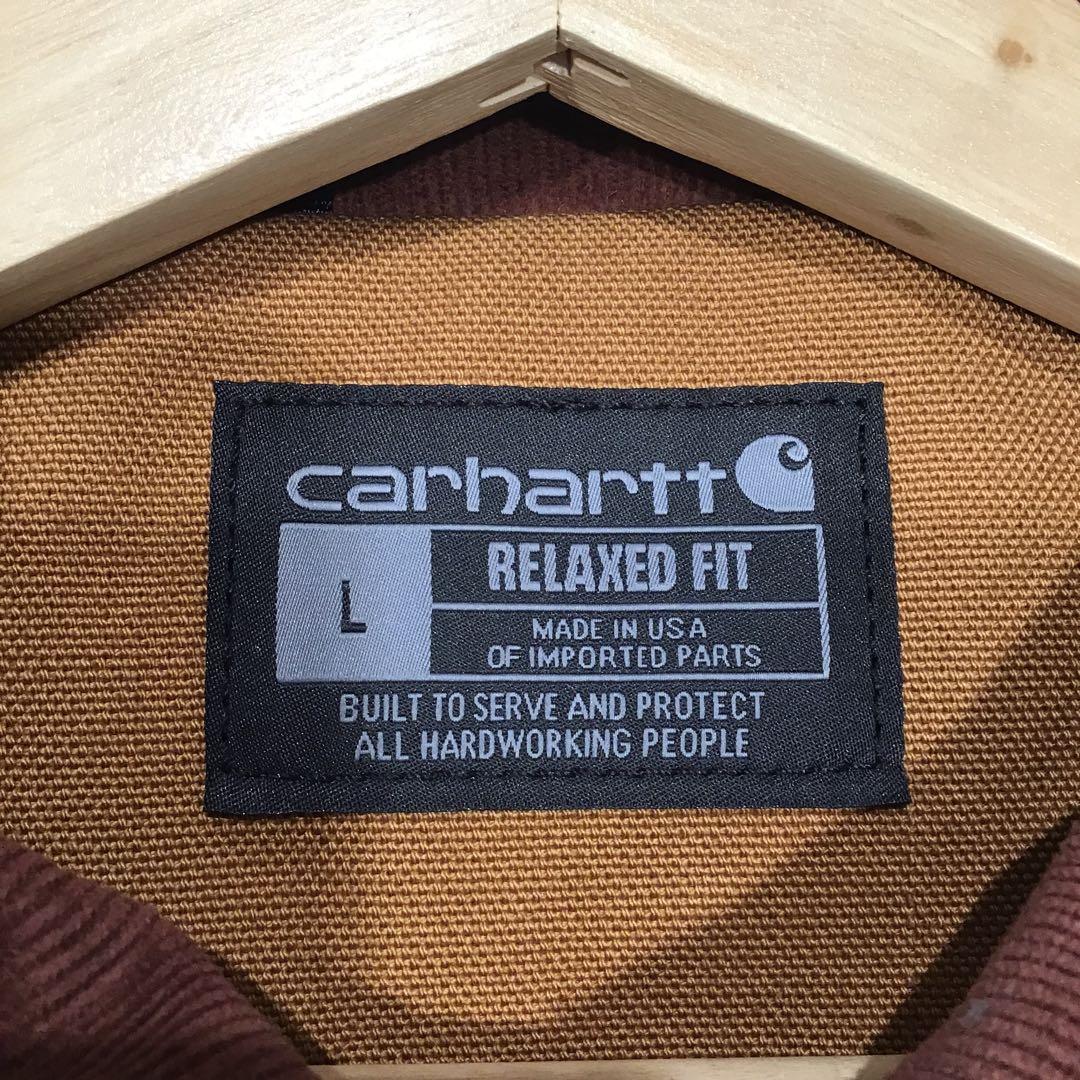 carhartt
L
RELAXED FIT
MADE IN USA
OF IMPORTED PARTS
BUILT TO SERVE AND PROTECT
ALL HARDWORKING PEOPLE